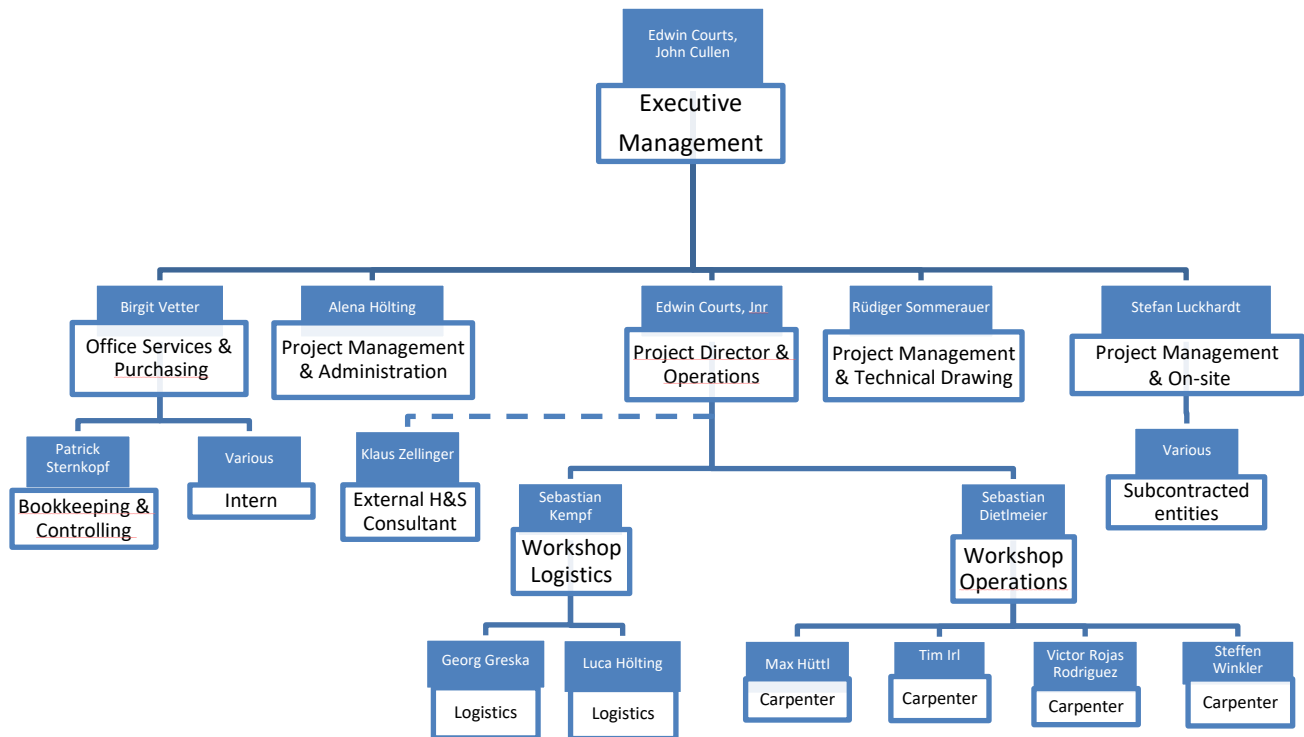 Edwin Courts,
John Cullen
Executive
Management
Birgit Vetter
Office Services &
Purchasing
Alena Hölting
Project Management
& Administration
Edwin Courts, Jnr
Project Director &
Operations
Rüdiger Sommerauer
Project Management
& Technical Drawing
Stefan Luckhardt
Project Management
& On-site
Patrick
Sternkopf
Bookkeeping &
Controlling
Various
Intern
Klaus Zellinger
External H&S
Consultant
Sebastian
Kempf
Workshop
Logistics
Sebastian
Dietlmeier
Workshop
Operations
Various
Subcontracted
entities
Georg Greska
Logistics
Luca Hölting
Logistics
Max Hüttl
Carpenter
Tim Irl
Carpenter
Victor Rojas
Rodriguez
Carpenter
Steffen
Winkler
Carpenter